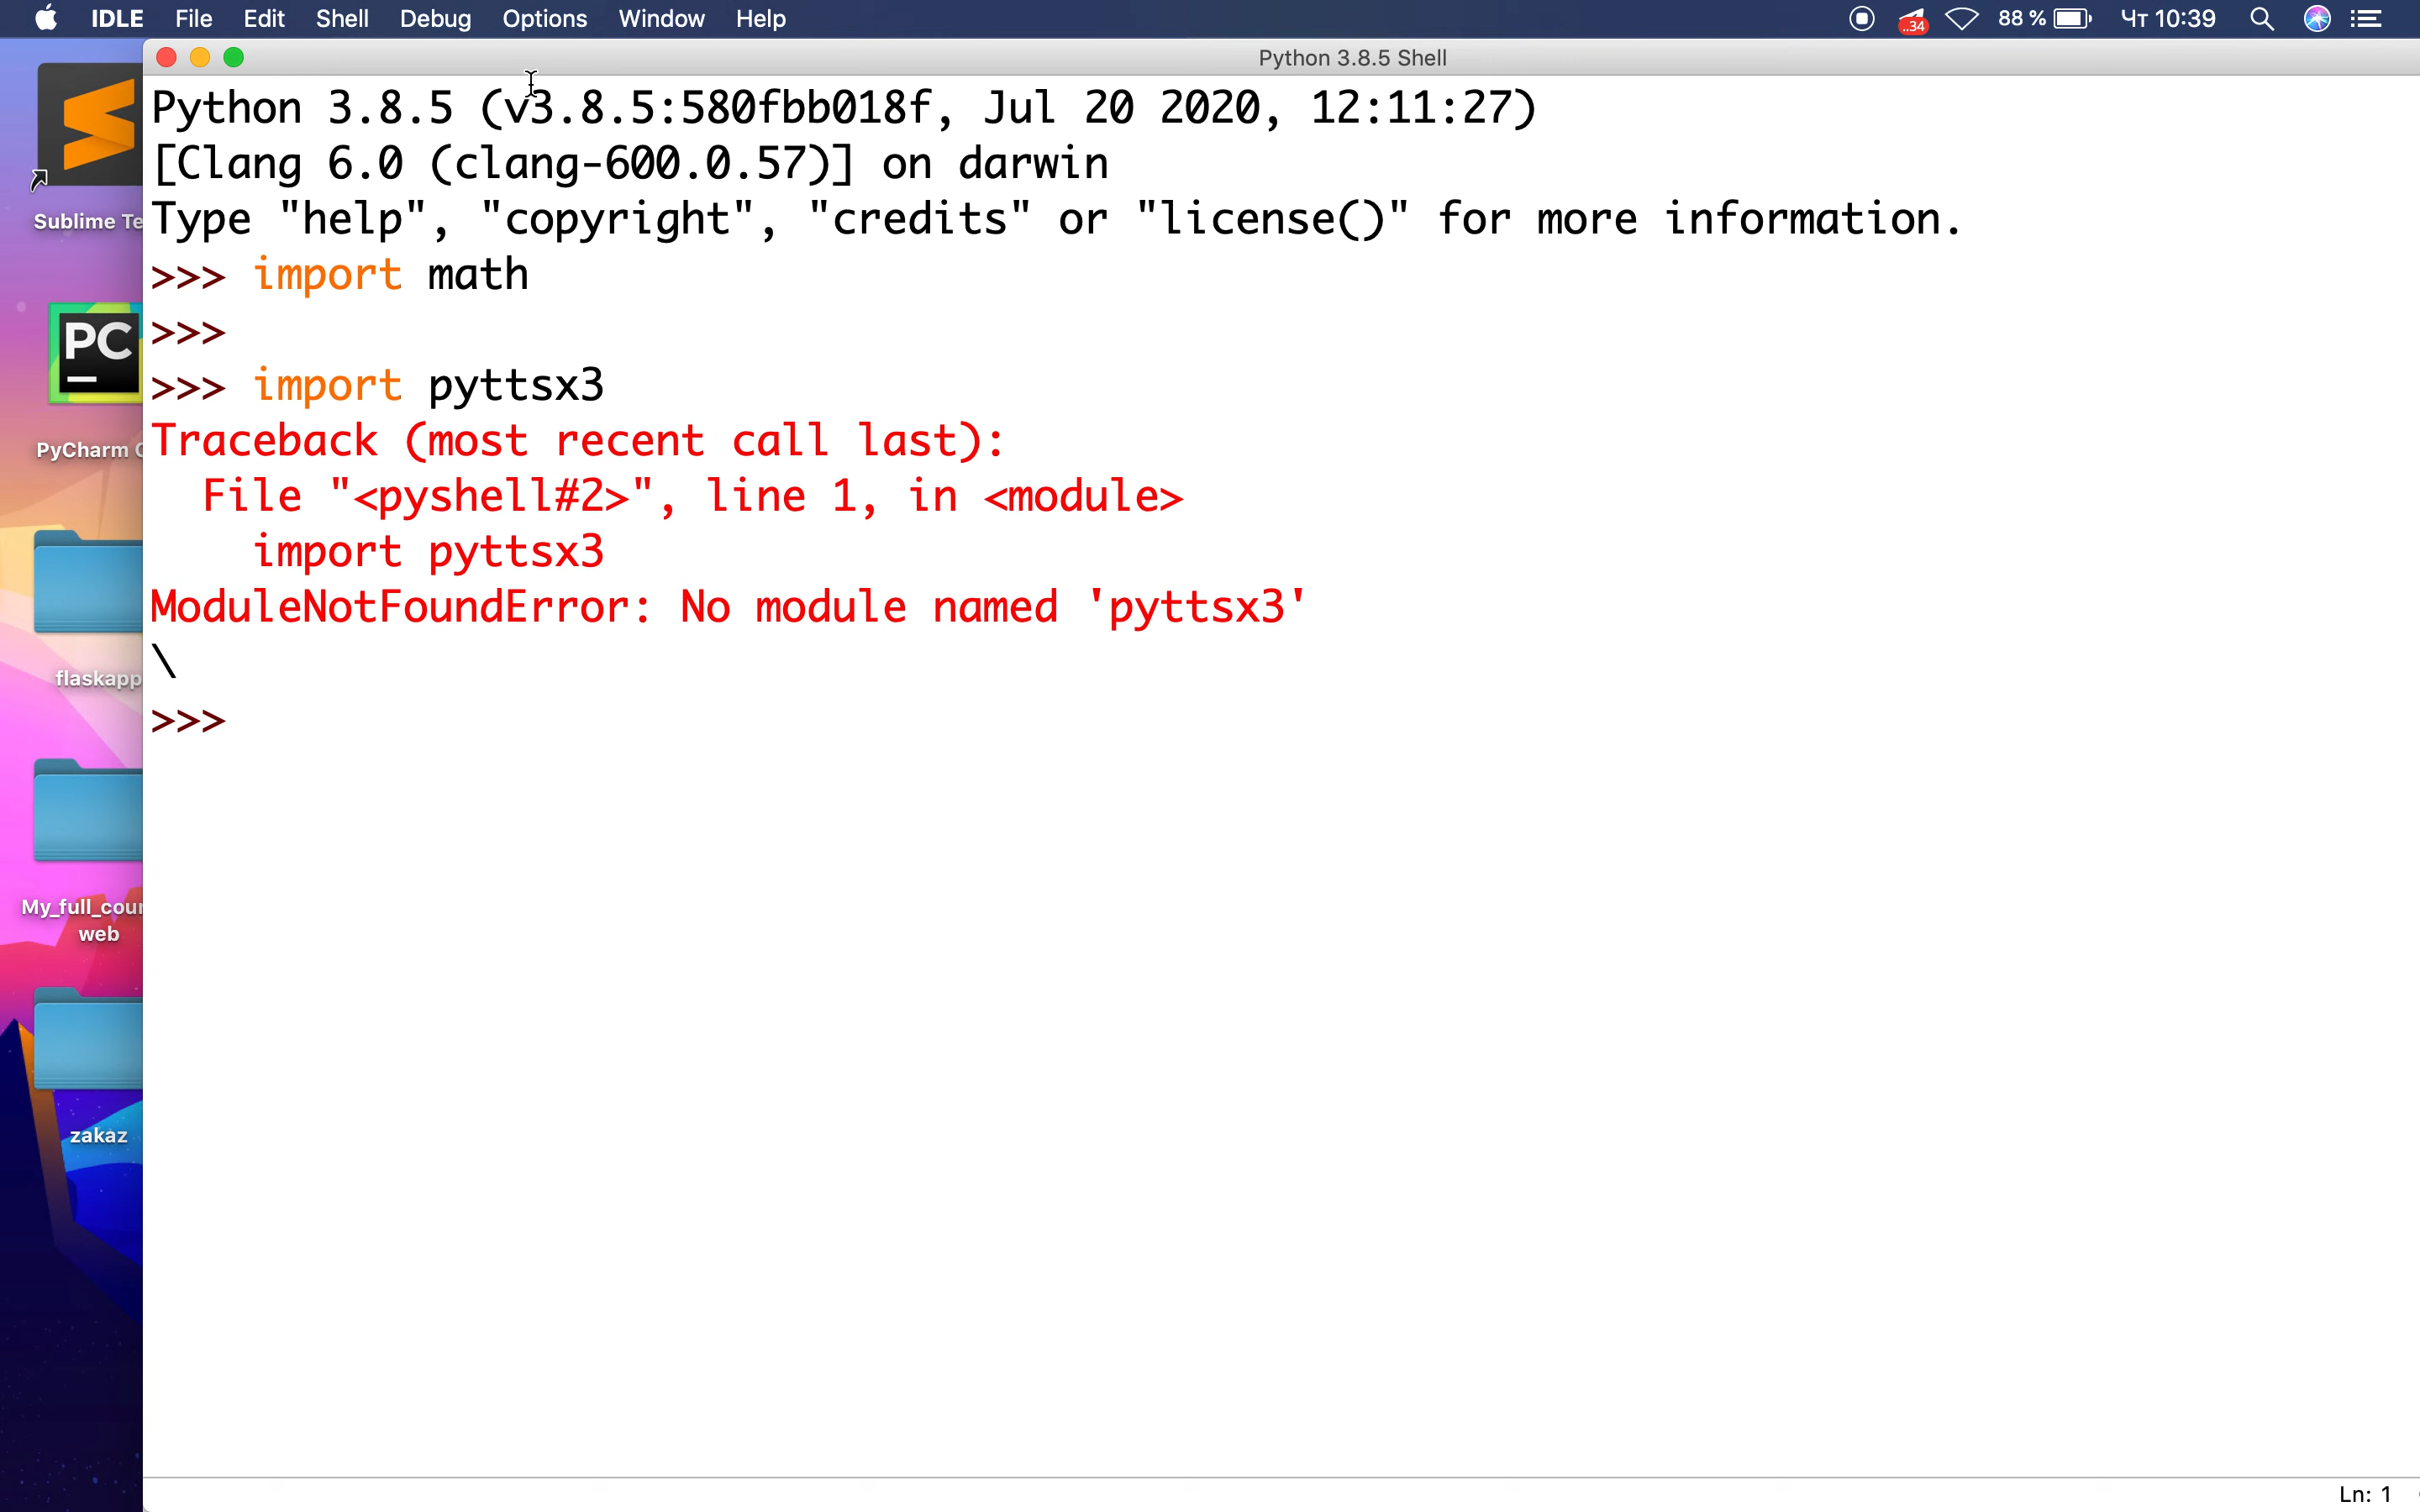 IDLE File Edit Shell Debug Options Window Help ..34 88 % Чт 10:39
Python 3.8.5 Shell
Python 3.8.5 (v3.8.5:580fbb018f, Jul 20 2020, 12:11:27)
[Clang 6.0 (clang-600.0.57)] on darwin
Type "help", "copyright", "credits" or "license()" for more information.
>>> import math
>>>
>>> import pyttsx3
Traceback (most recent call last):
  File "<pyshell#2>", line 1, in <module>
    import pyttsx3
ModuleNotFoundError: No module named 'pyttsx3'
\
>>>
Sublime Te
PC
PyCharm C
flaskapp
My_full_cour
web
zakaz
Ln: 1